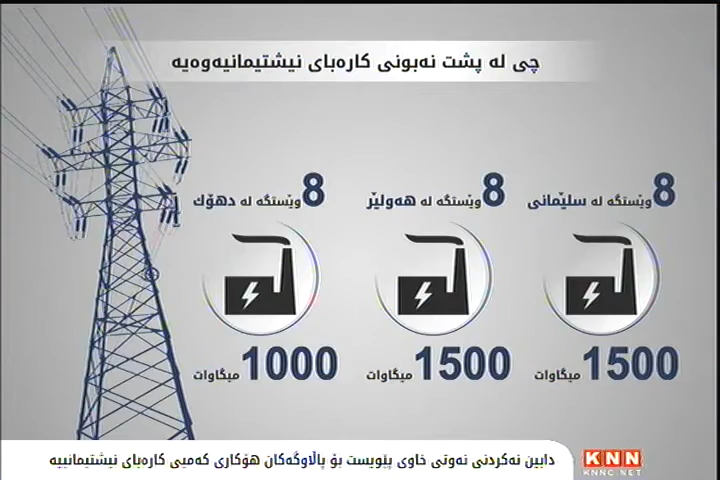 چی لە پشت نەبونی کارەبای نیشتیمانیەوەیە
8 وێستگە لە سلێمانی
8 وێستگە لە هەولێر
8 وێستگە لە دهۆك
1500 میگاوات
1500 میگاوات
1000 میگاوات
دابین نەکردنی نەوتی خاوی پێویست بۆ پاڵاوگەکان هۆکاری کەمیی کارەبای نیشتیمانییە
KNN
KNNC.NET